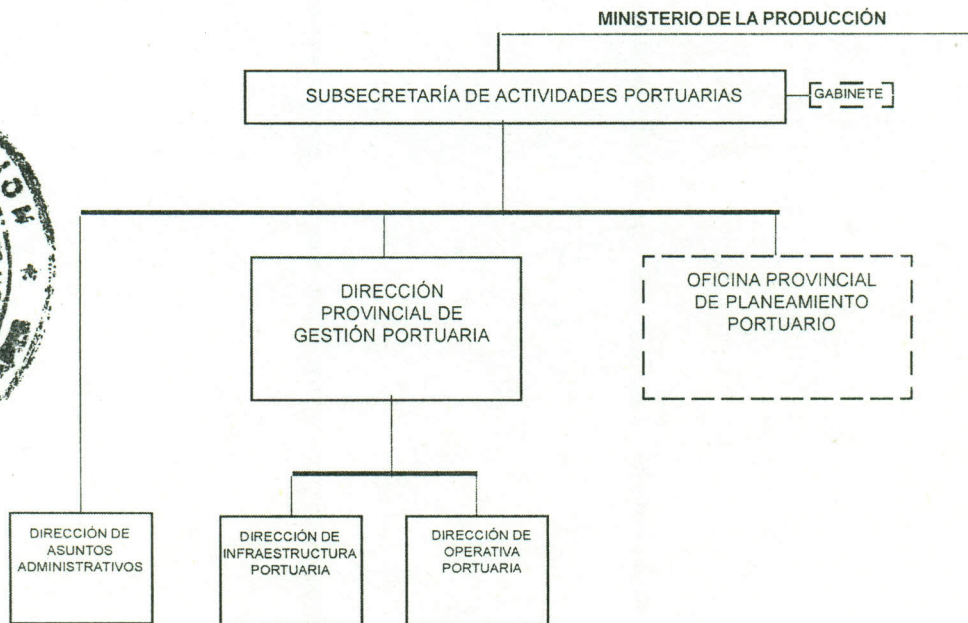 MINISTERIO DE LA PRODUCCIÓN
SUBSECRETARÍA DE ACTIVIDADES PORTUARIAS
GABINETE
DIRECCIÓN
PROVINCIAL DE
GESTIÓN PORTUARIA
OFICINA PROVINCIAL
DE PLANEAMIENTO
PORTUARIO
DIRECCIÓN DE
ASUNTOS
ADMINISTRATIVOS
DIRECCIÓN DE
INFRAESTRUCTURA
PORTUARIA
DIRECCIÓN DE
OPERATIVA
PORTUARIA